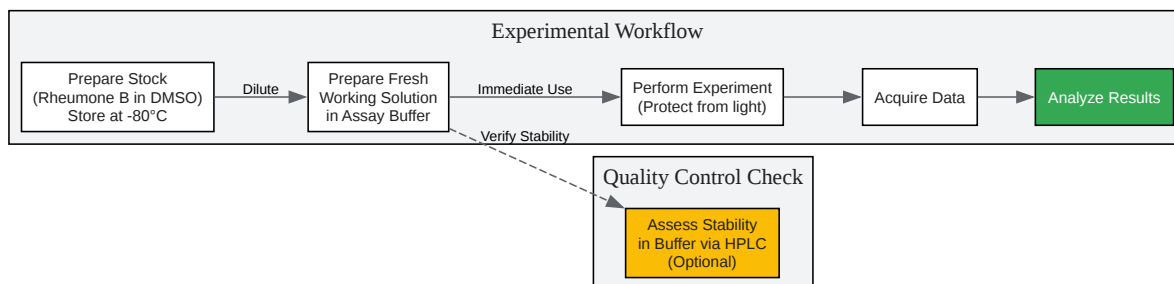 Experimental Workflow
Prepare Stock
(Rheumone B in DMSO)
Store at -80°C
Dilute
Prepare Fresh
Working Solution
in Assay Buffer
Immediate Use
Verify Stability
Perform Experiment
(Protect from light)
Acquire Data
Analyze Results
Quality Control Check
Assess Stability
in Buffer via HPLC
(Optional)